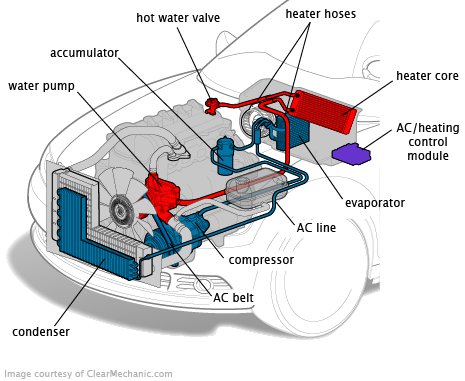 hot water valve
heater hoses
accumulator
water pump
heater core
AC/heating
control
module
evaporator
AC line
compressor
AC belt
condenser
Image courtesy of ClearMechanic.com